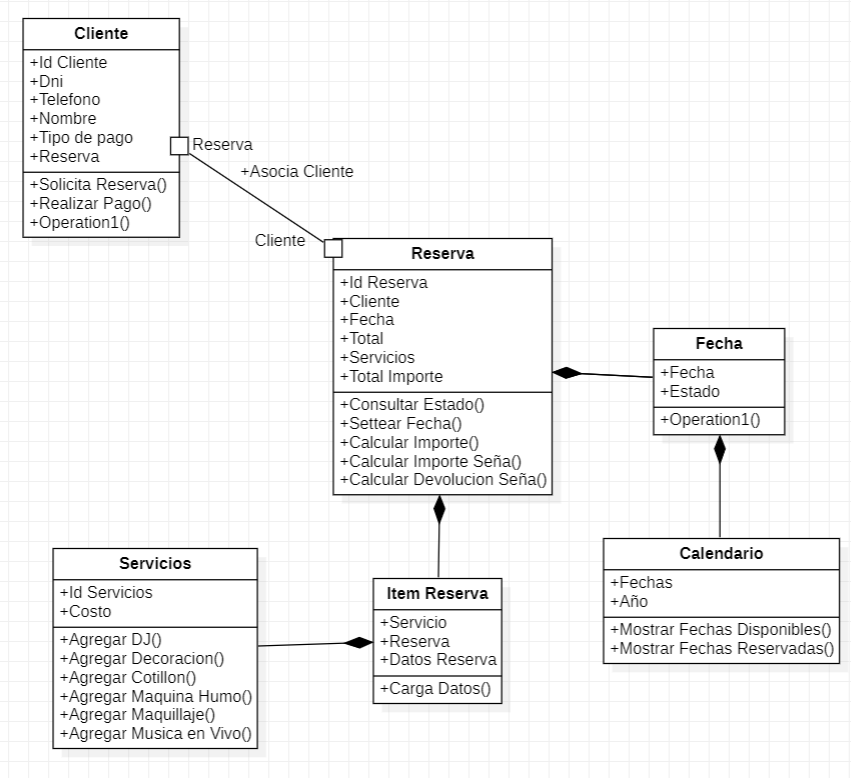 Cliente
+Id Cliente
+Dni
+Telefono
+Nombre
+Tipo de pago
+Reserva
+Solicita Reserva()
+Realizar Pago()
+Operation1()
Reserva
+Asocia Cliente
Cliente
Reserva
+Id Reserva
+Cliente
+Fecha
+Total
+Servicios
+Total Importe
+Consultar Estado()
+Settear Fecha()
+Calcular Importe()
+Calcular Importe Seña()
+Calcular Devolucion Seña()
Fecha
+Fecha
+Estado
+Operation1()
Servicios
+Id Servicios
+Costo
+Agregar DJ()
+Agregar Decoracion()
+Agregar Cotillon()
+Agregar Maquina Humo()
+Agregar Maquillaje()
+Agregar Musica en Vivo()
Item Reserva
+Servicio
+Reserva
+Datos Reserva
+Carga Datos()
Calendario
+Fechas
+Año
+Mostrar Fechas Disponibles()
+Mostrar Fechas Reservadas()